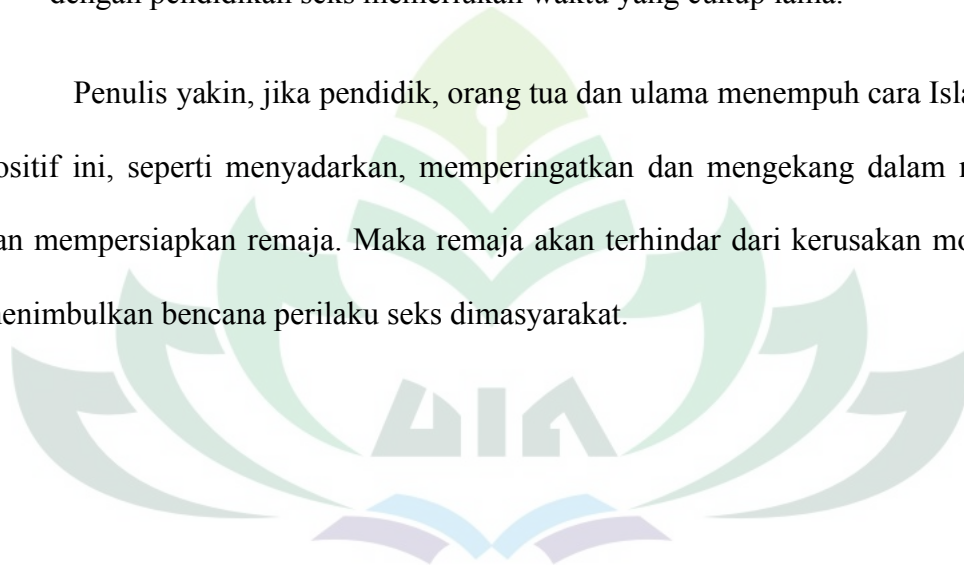 dengan pendidikan seks memerlukan waktu yang cukup lama.
Penulis yakin, jika pendidik, orang tua dan ulama menempuh cara Isla
ositif ini, seperti menyadarkan, memperingatkan dan mengekang dalam
an mempersiapkan remaja. Maka remaja akan terhindar dari kerusakan mo
enimbulkan bencana perilaku seks dimasyarakat.
UIN